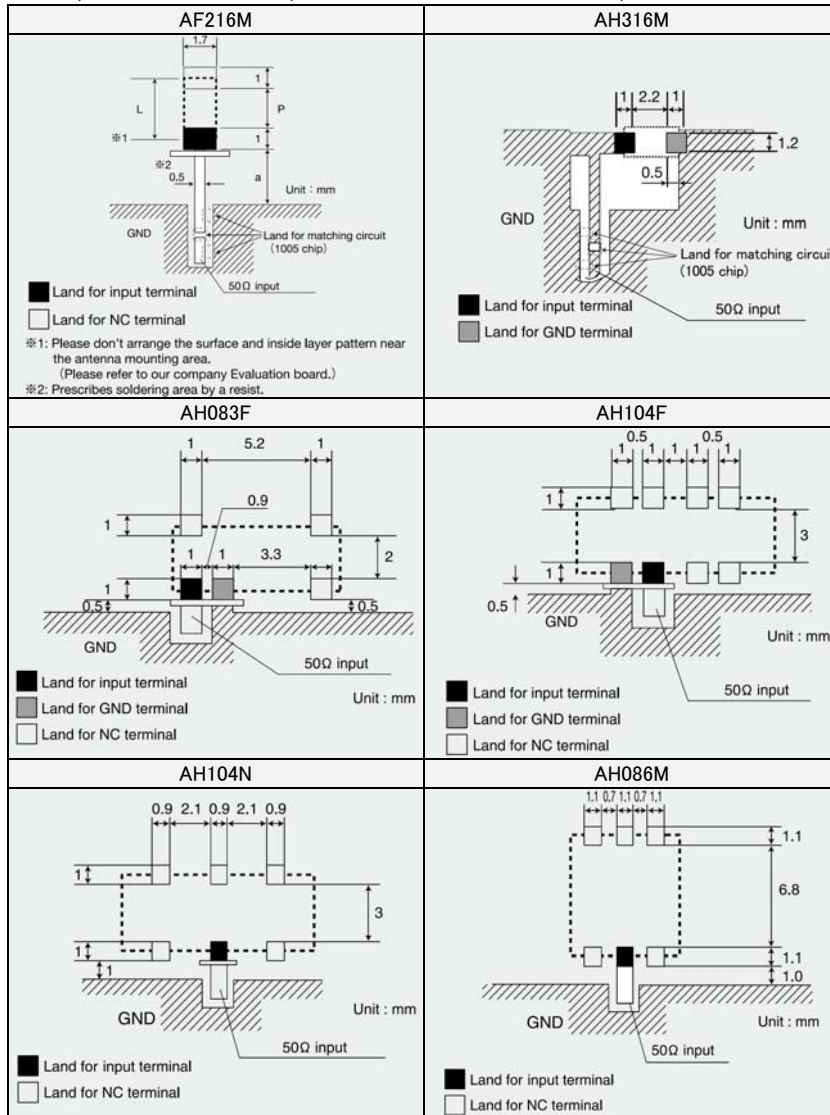 AF216M
1.7
1
L
P
※1
1
※2
0.5
a
Unit : mm
GND
Land for matching circuit
(1005 chip)
50Ω input
Land for input terminal
Land for NC terminal
※1: Please don't arrange the surface and inside layer pattern near
the antenna mounting area.
(Please refer to our company Evaluation board.)
※2: Prescribes soldering area by a resist.
AH316M
1 2.2 1
1.2
0.5
GND
Unit : mm
Land for matching circuit
(1005 chip)
50Ω input
Land for input terminal
Land for GND terminal
AH083F
1 5.2 1
1
0.9
1 1 3.3
2
1
0.5
0.5
GND
50Ω input
Land for input terminal
Unit : mm
Land for GND terminal
Land for NC terminal
AH104F
0.5 0.5
1 1 1 1 1
1
3
1
0.5
GND
Unit : mm
50Ω input
Land for input terminal
Land for GND terminal
Land for NC terminal
AH104N
0.9 2.1 0.9 2.1 0.9
1
3
1
1
GND
Unit : mm
50Ω input
Land for input terminal
Land for NC terminal
AH086M
1.1 0.7 1.1 0.7 1.1
1.1
6.8
1.1
1.0
GND
Unit : mm
50Ω input
Land for input terminal
Land for NC terminal